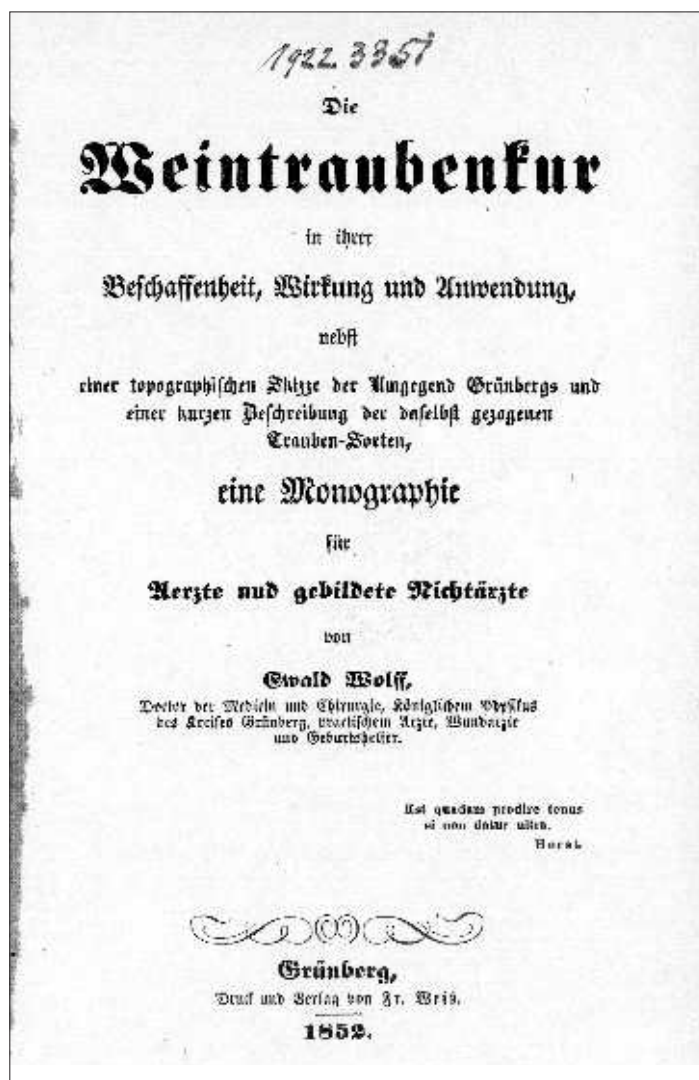 1922. 3351
Die
Weintraubenkur
in ihrer
Beschaffenheit, Wirkung und Anwendung,
nebst
einer topographischen Skizze der Umgegend Grünbergs und
einer kurzen Beschreibung der daselbst gezogenen
Trauben-Sorten,
eine Monographie
für
Aerzte und gebildete Nichtärzte
von
Ewald Wolff,
Doctor der Medicin und Chirurgie, Königlichem Physikus
des Kreises Grünberg, practischem Arzte, Wundarzte
und Geburtshelfer.
Est quadam prodire tenus
si non datur ultra.
Horat.
Grünberg,
Druck und Verlag von Fr. Weiß.
1852.